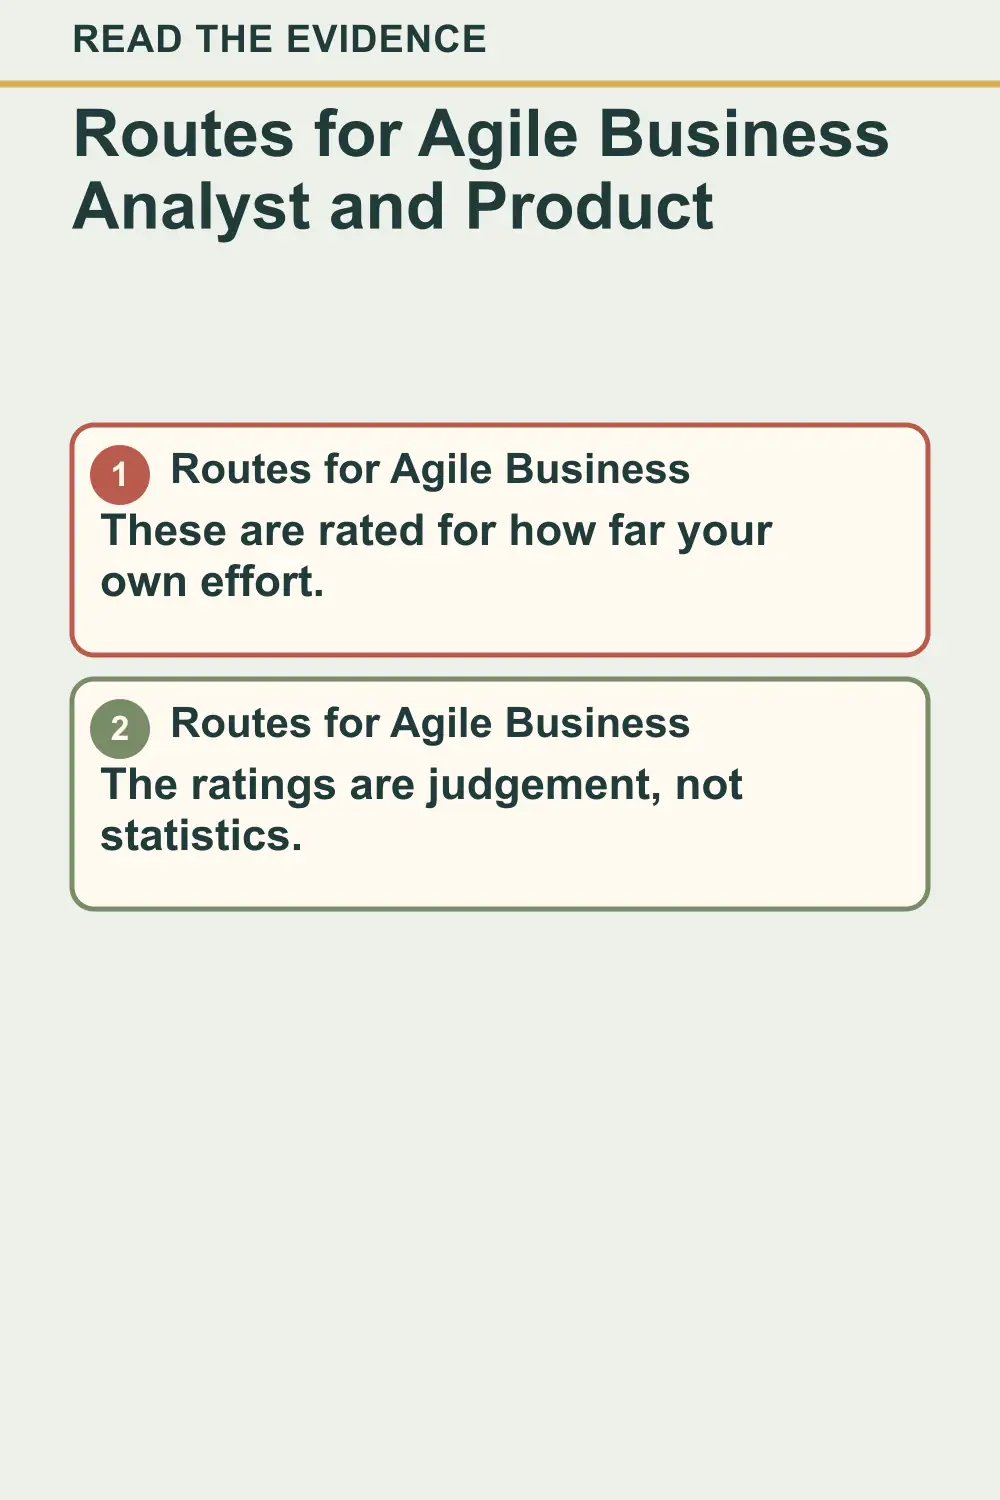 READ THE EVIDENCE
Routes for Agile Business
Analyst and Product
1 Routes for Agile Business
These are rated for how far your
own effort.
2 Routes for Agile Business
The ratings are judgement, not
statistics.